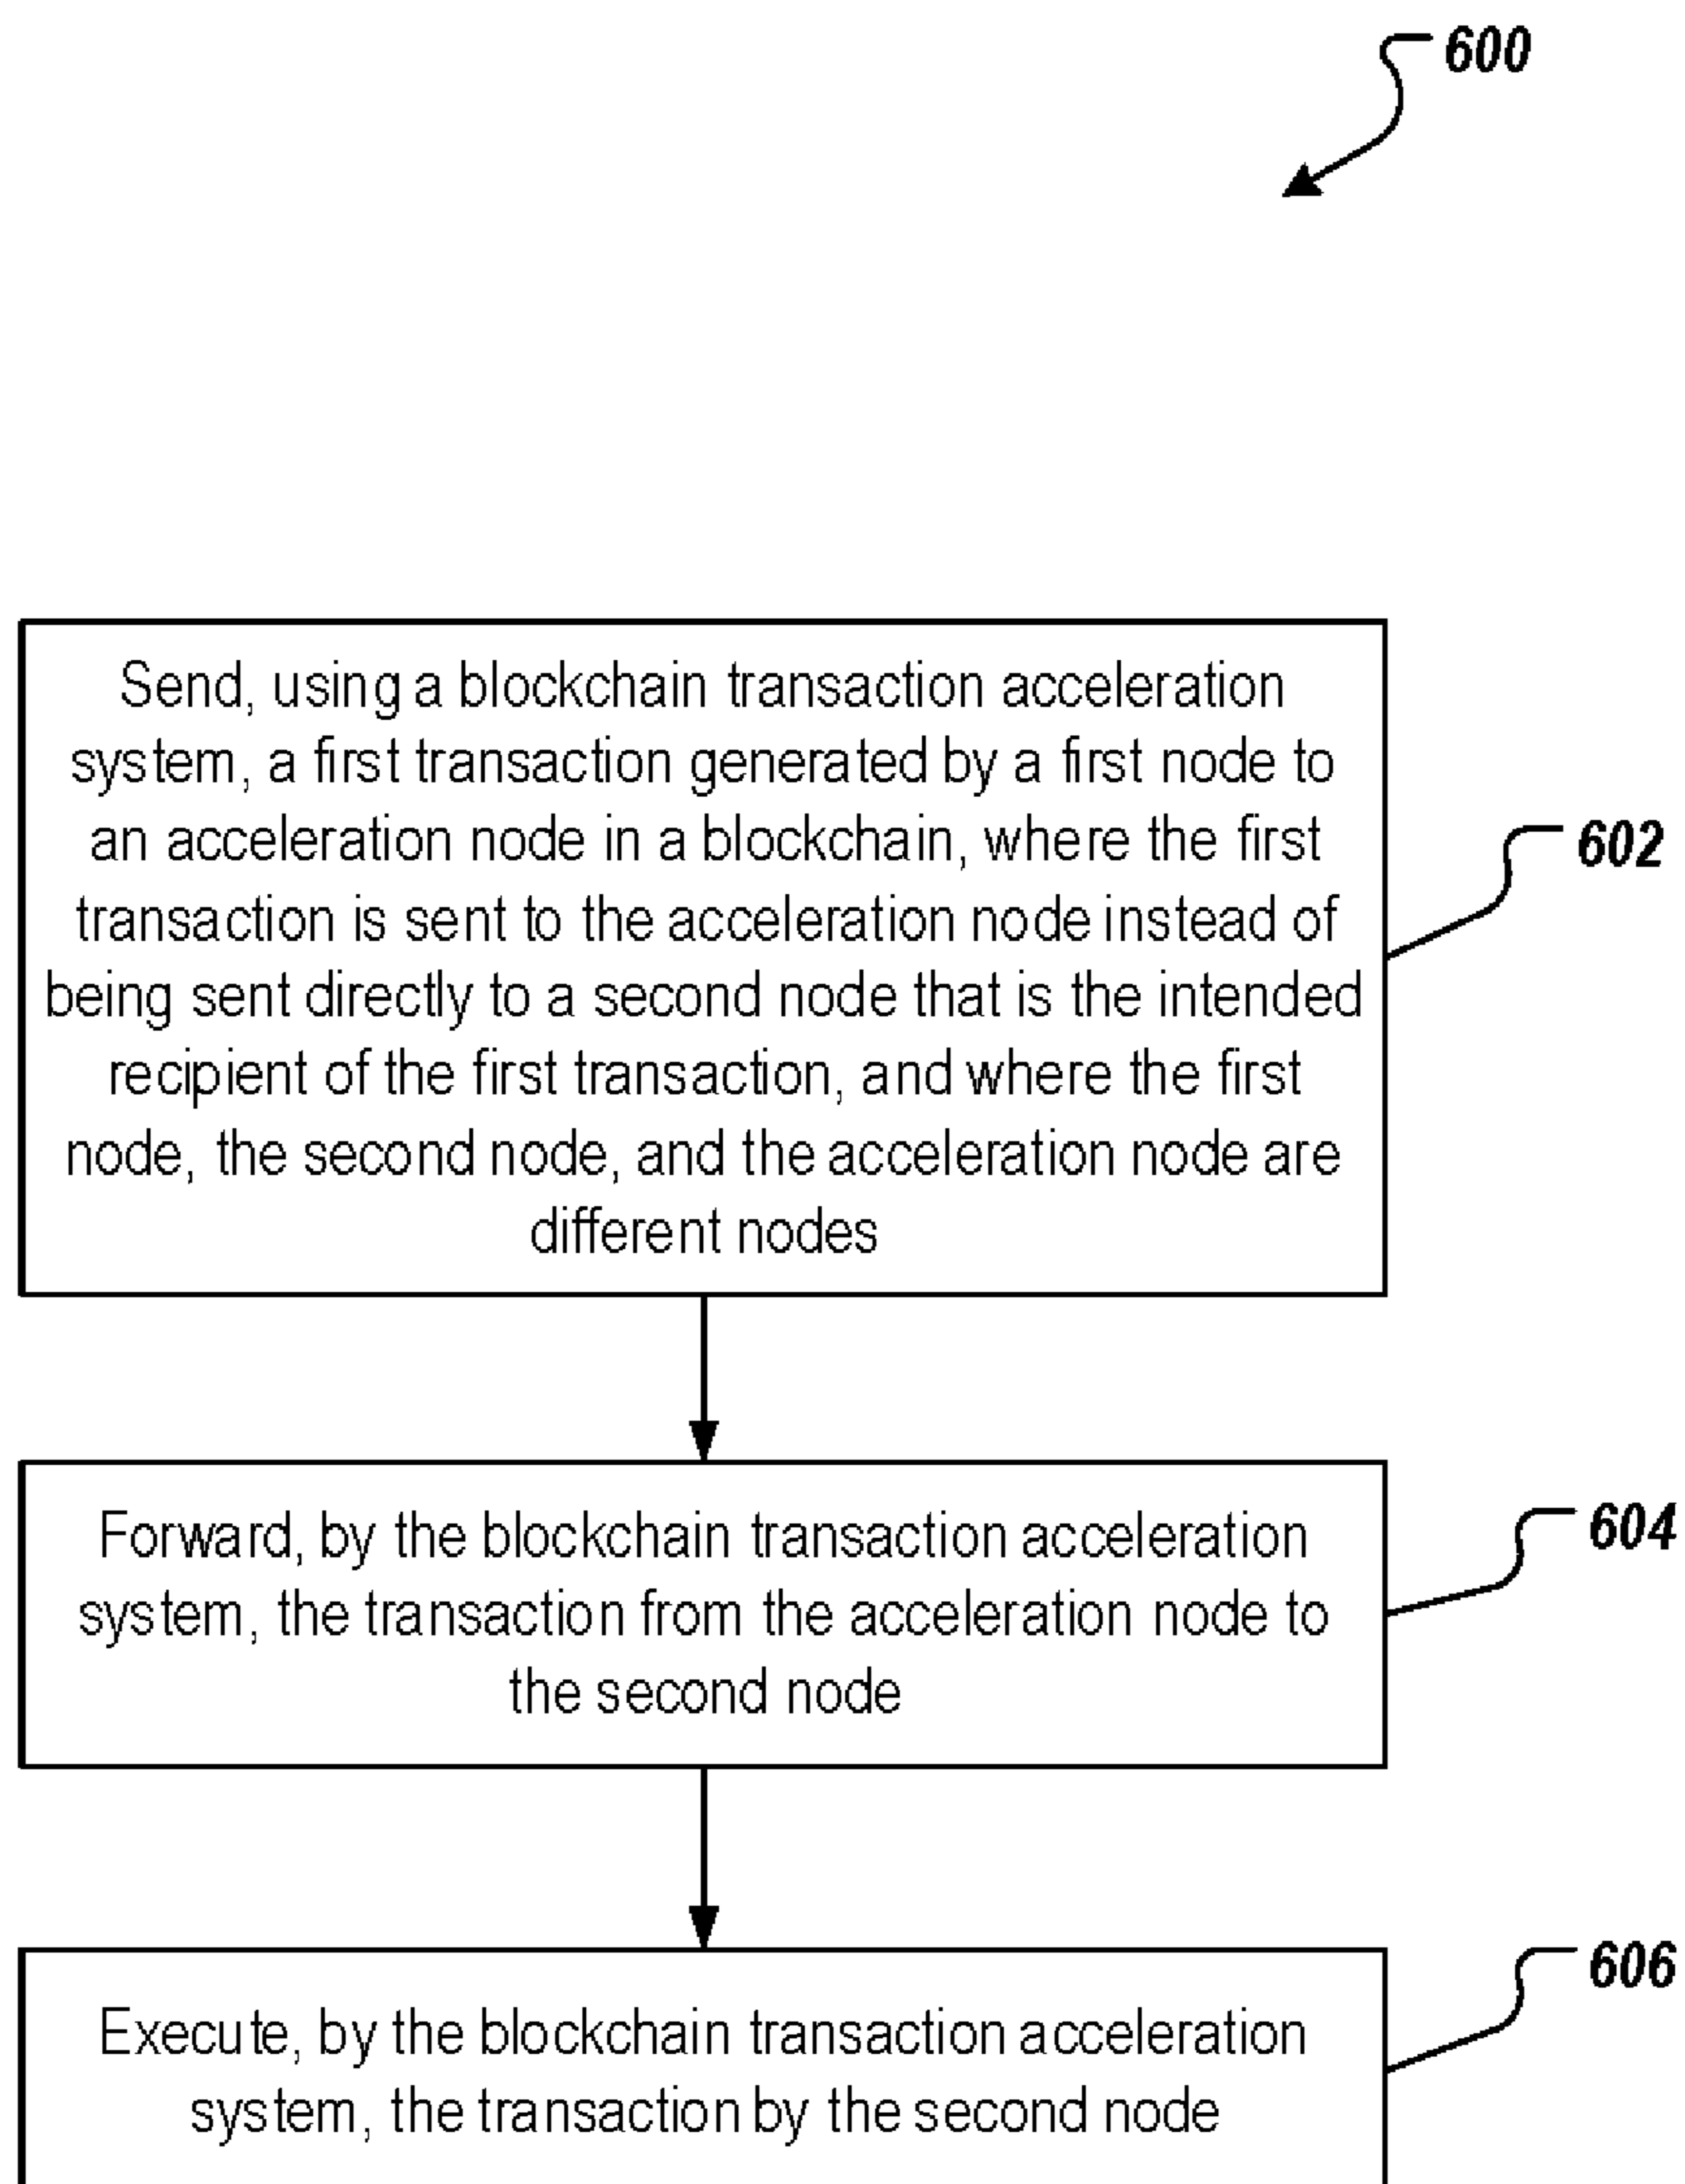 600
Send, using a blockchain transaction acceleration
system, a first transaction generated by a first node to
an acceleration node in a blockchain, where the first
transaction is sent to the acceleration node instead of
being sent directly to a second node that is the intended
recipient of the first transaction, and where the first
node, the second node, and the acceleration node are
different nodes
602
Forward, by the blockchain transaction acceleration
system, the transaction from the acceleration node to
the second node
604
Execute, by the blockchain transaction acceleration
system, the transaction by the second node
606